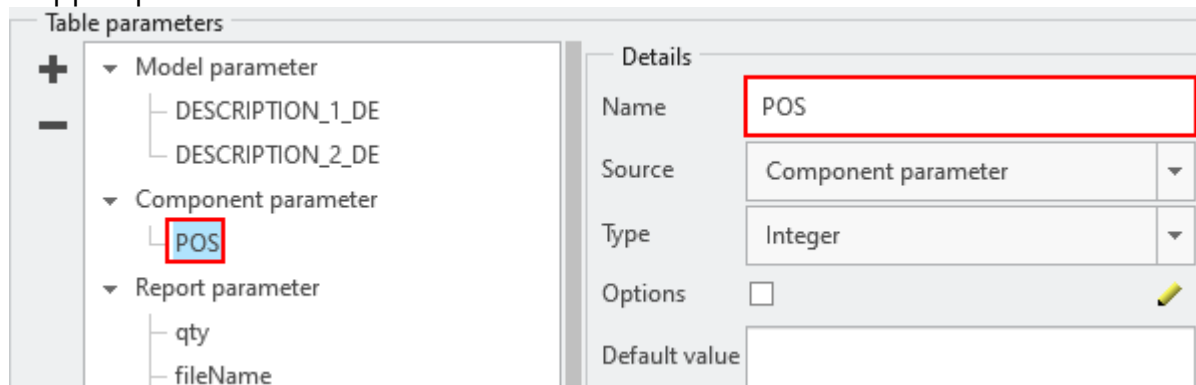 Table parameters
Model parameter
DESCRIPTION_1_DE
DESCRIPTION_2_DE
Component parameter
POS
Report parameter
qty
fileName
Details
Name POS
Source Component parameter
Type Integer
Options
Default value